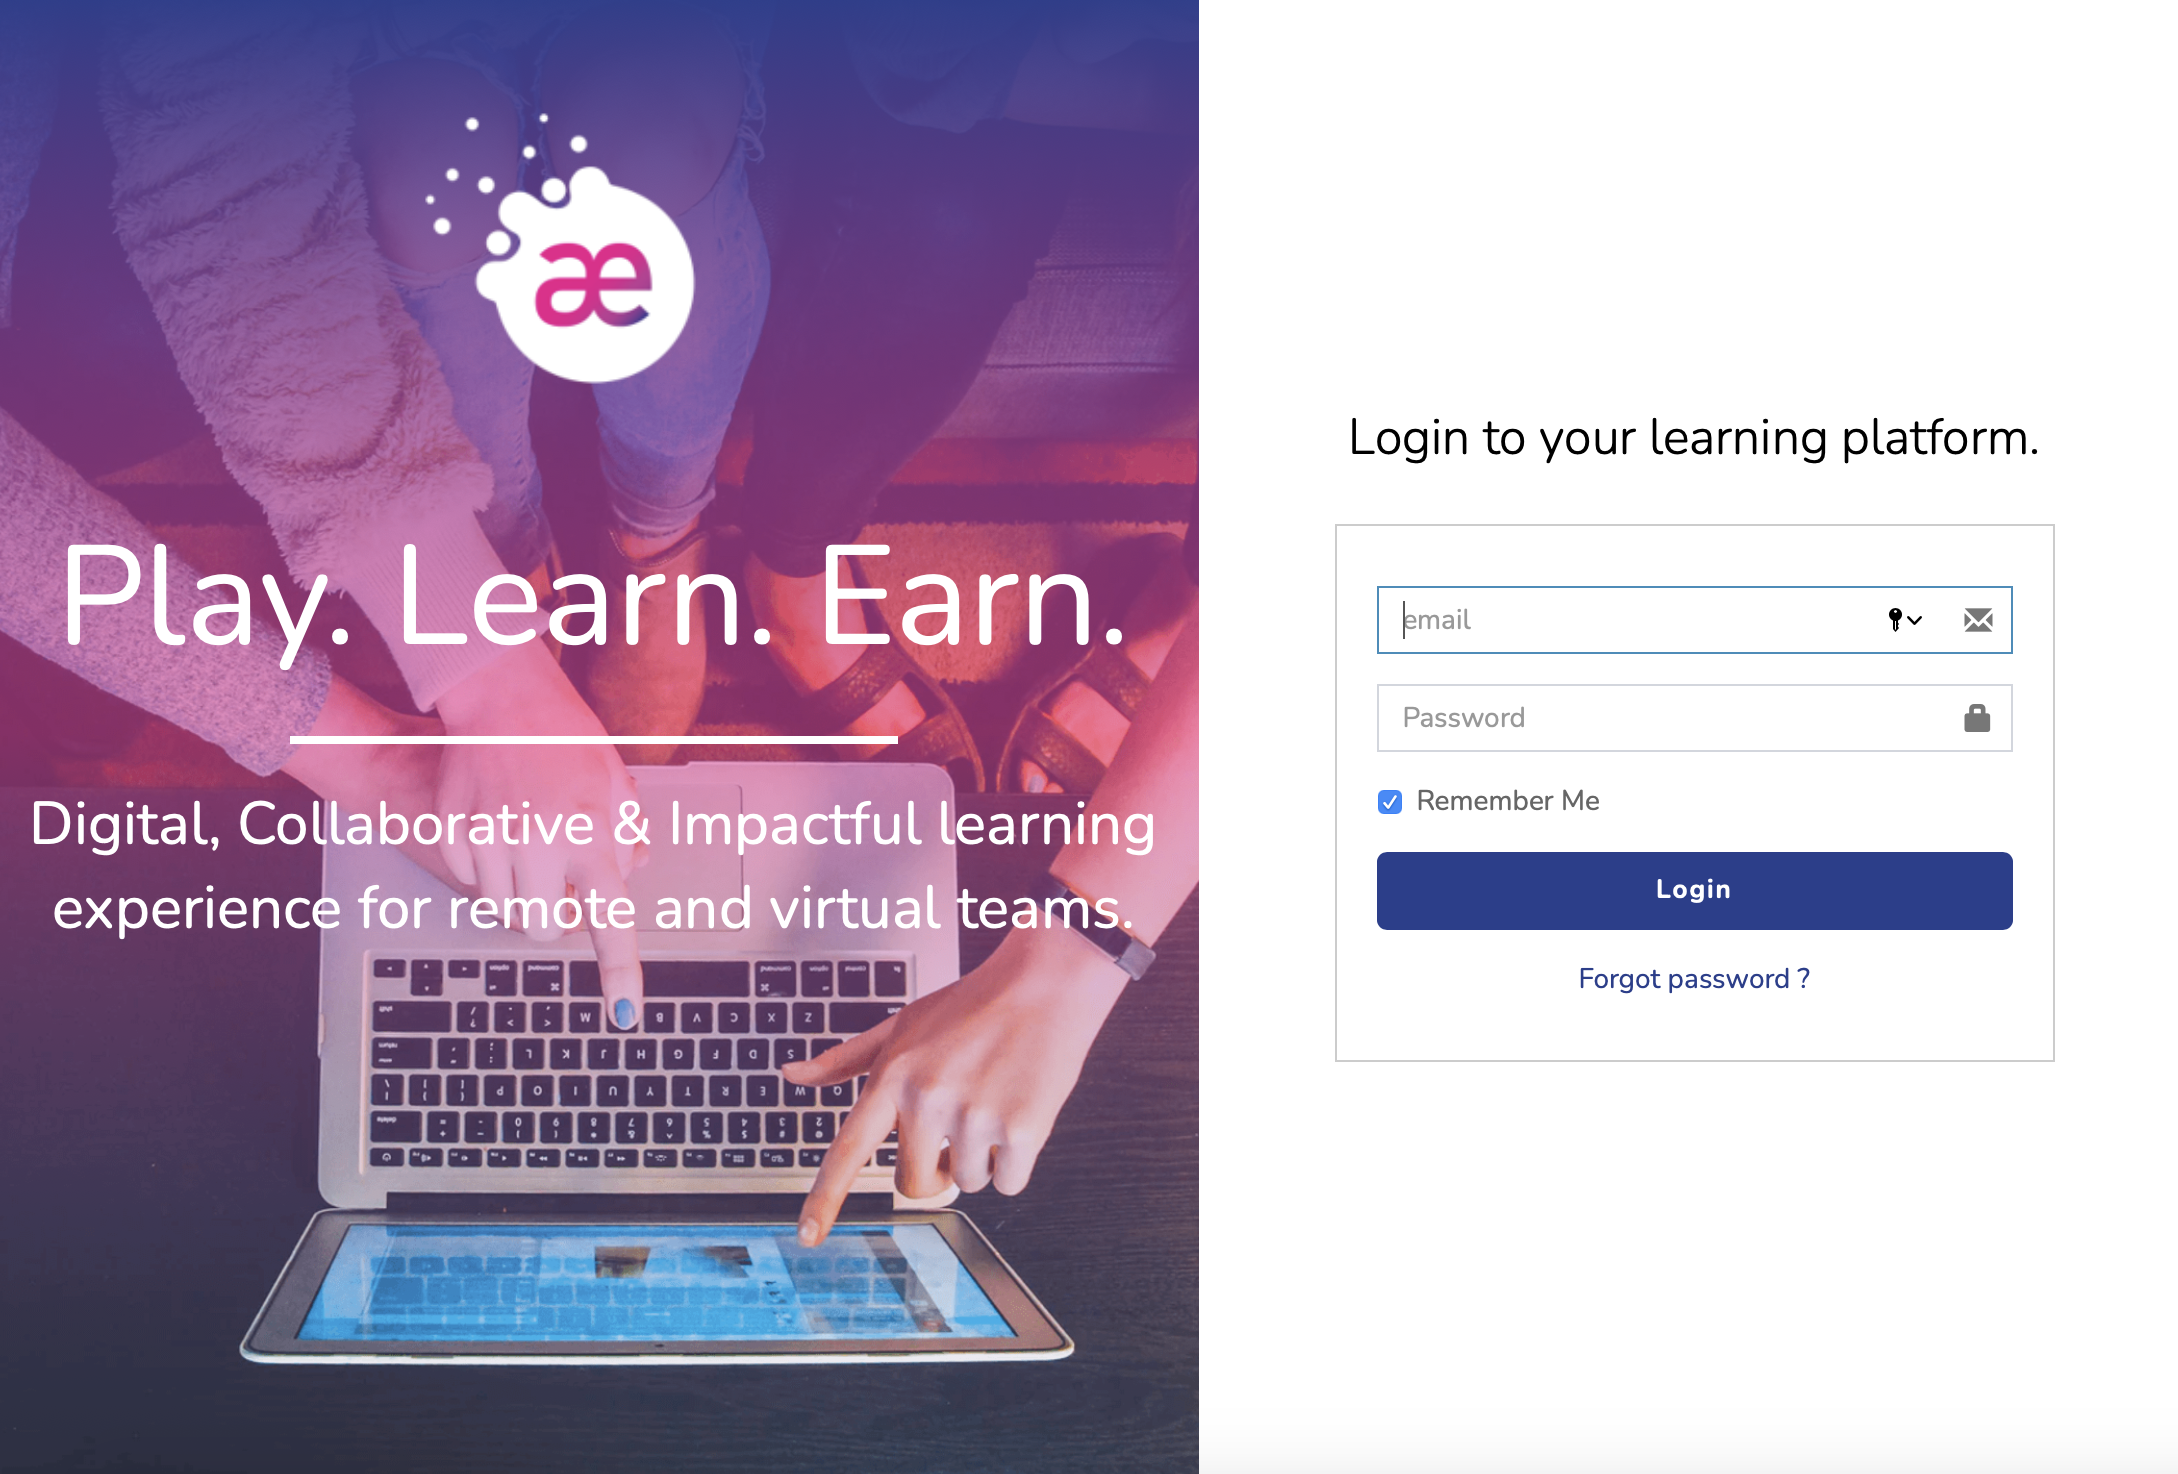 æ
Play. Learn. Earn.
Digital, Collaborative & Impactful learning
experience for remote and virtual teams.
Login to your learning platform.
email
Password
Remember Me
Login
Forgot password ?